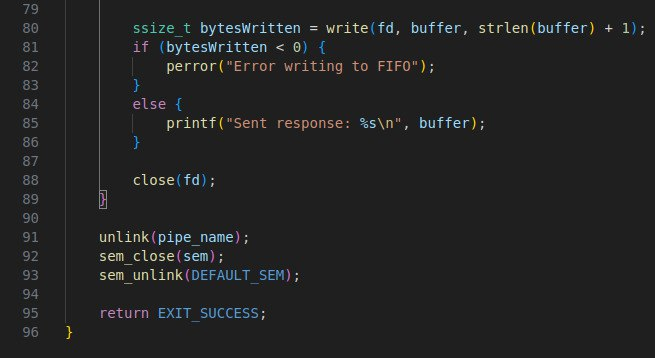 79
80 ssize_t bytesWritten = write(fd, buffer, strlen(buffer) + 1);
81 if (bytesWritten < 0) {
82 perror("Error writing to FIFO");
83 }
84 else {
85 printf("Sent response: %s\n", buffer);
86 }
87
88 close(fd);
89 }
90
91 unlink(pipe_name);
92 sem_close(sem);
93 sem_unlink(DEFAULT_SEM);
94
95 return EXIT_SUCCESS;
96 }